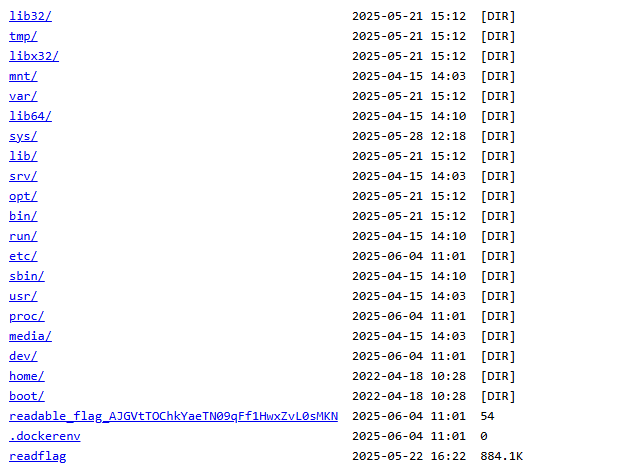 lib32/ 2025-05-21 15:12 [DIR]
tmp/ 2025-05-21 15:12 [DIR]
libx32/ 2025-05-21 15:12 [DIR]
mnt/ 2025-04-15 14:03 [DIR]
var/ 2025-05-21 15:12 [DIR]
lib64/ 2025-04-15 14:10 [DIR]
sys/ 2025-05-28 12:18 [DIR]
lib/ 2025-05-21 15:12 [DIR]
srv/ 2025-04-15 14:03 [DIR]
opt/ 2025-05-21 15:12 [DIR]
bin/ 2025-05-21 15:12 [DIR]
run/ 2025-04-15 14:10 [DIR]
etc/ 2025-06-04 11:01 [DIR]
sbin/ 2025-04-15 14:10 [DIR]
usr/ 2025-04-15 14:03 [DIR]
proc/ 2025-06-04 11:01 [DIR]
media/ 2025-04-15 14:03 [DIR]
dev/ 2025-06-04 11:01 [DIR]
home/ 2022-04-18 10:28 [DIR]
boot/ 2022-04-18 10:28 [DIR]
readable_flag_AJGVtTOChkYaeTN09qFf1HwxZvL0sMKN 2025-06-04 11:01 54
.dockerenv 2025-06-04 11:01 0
readflag 2025-05-22 16:22 884.1K